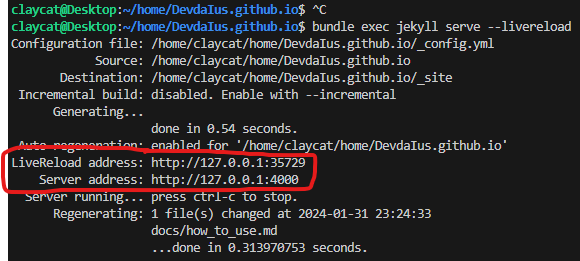 claycat@Desktop:~/home/DevdaIus.github.io$ ^C
claycat@Desktop:~/home/DevdaIus.github.io$ bundle exec jekyll serve --livereload
Configuration file: /home/claycat/home/DevdaIus.github.io/_config.yml
Source: /home/claycat/home/DevdaIus.github.io
Destination: /home/claycat/home/DevdaIus.github.io/_site
Incremental build: disabled. Enable with --incremental
Generating...
done in 0.54 seconds.
Auto-regeneration: enabled for '/home/claycat/home/DevdaIus.github.io'
LiveReload address: http://127.0.0.1:35729
Server address: http://127.0.0.1:4000
Server running... press ctrl-c to stop.
Regenerating: 1 file(s) changed at 2024-01-31 23:24:33
docs/how_to_use.md
...done in 0.313970753 seconds.